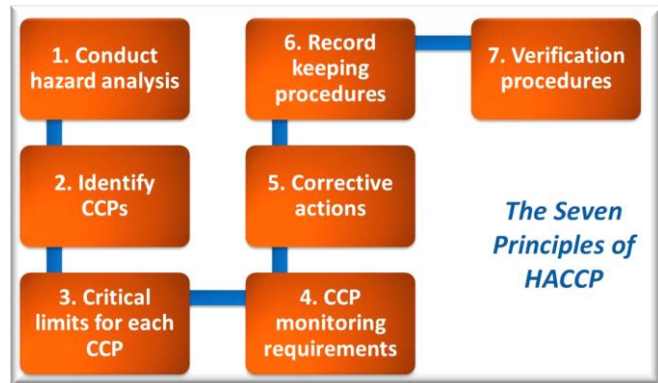 1. Conduct
hazard analysis
2. Identify
CCPs
3. Critical
limits for each
CCP
4. CCP
monitoring
requirements
5. Corrective
actions
6. Record
keeping
procedures
7. Verification
procedures
The Seven
Principles of
HACCP